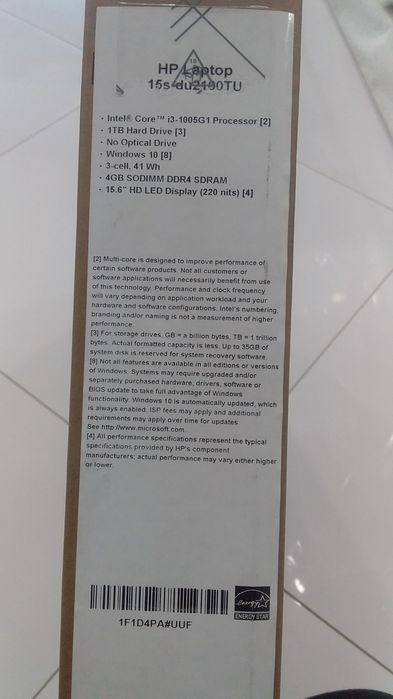 HP Laptop
15s-du2100TU
· Intel® Core™ i3-1005G1 Processor [2]
· 1TB Hard Drive [3]
· No Optical Drive
· Windows 10 [8]
· 3-cell, 41 Wh
· 4GB SODIMM DDR4 SDRAM
· 15.6" HD LED Display (220 nits) [4]
[2] Multi-core is designed to improve performance of
certain software products. Not all customers or
software applications will necessarily benefit from use
of this technology. Performance and clock frequency
will vary depending on application workload and your
hardware and software configurations. Intel's numbering,
branding and/or naming is not a measurement of higher
performance.
[3] For storage drives, GB = a billion bytes, TB = 1 trillion
bytes. Actual formatted capacity is less. Up to 35GB of
system disk is reserved for system recovery software.
[8] Not all features are available in all editions or versions
of Windows. Systems may require upgraded and/or
separately purchased hardware, drivers, software or
BIOS update to take full advantage of Windows
functionality. Windows 10 is automatically updated, which
is always enabled. ISP fees may apply and additional
requirements may apply over time for updates.
See http://www.microsoft.com.
[4] All performance specifications represent the typical
specifications provided by HP's component
manufacturers; actual performance may vary either higher
or lower.
energy
ENERGY STAR
1F1D4PA#UUF